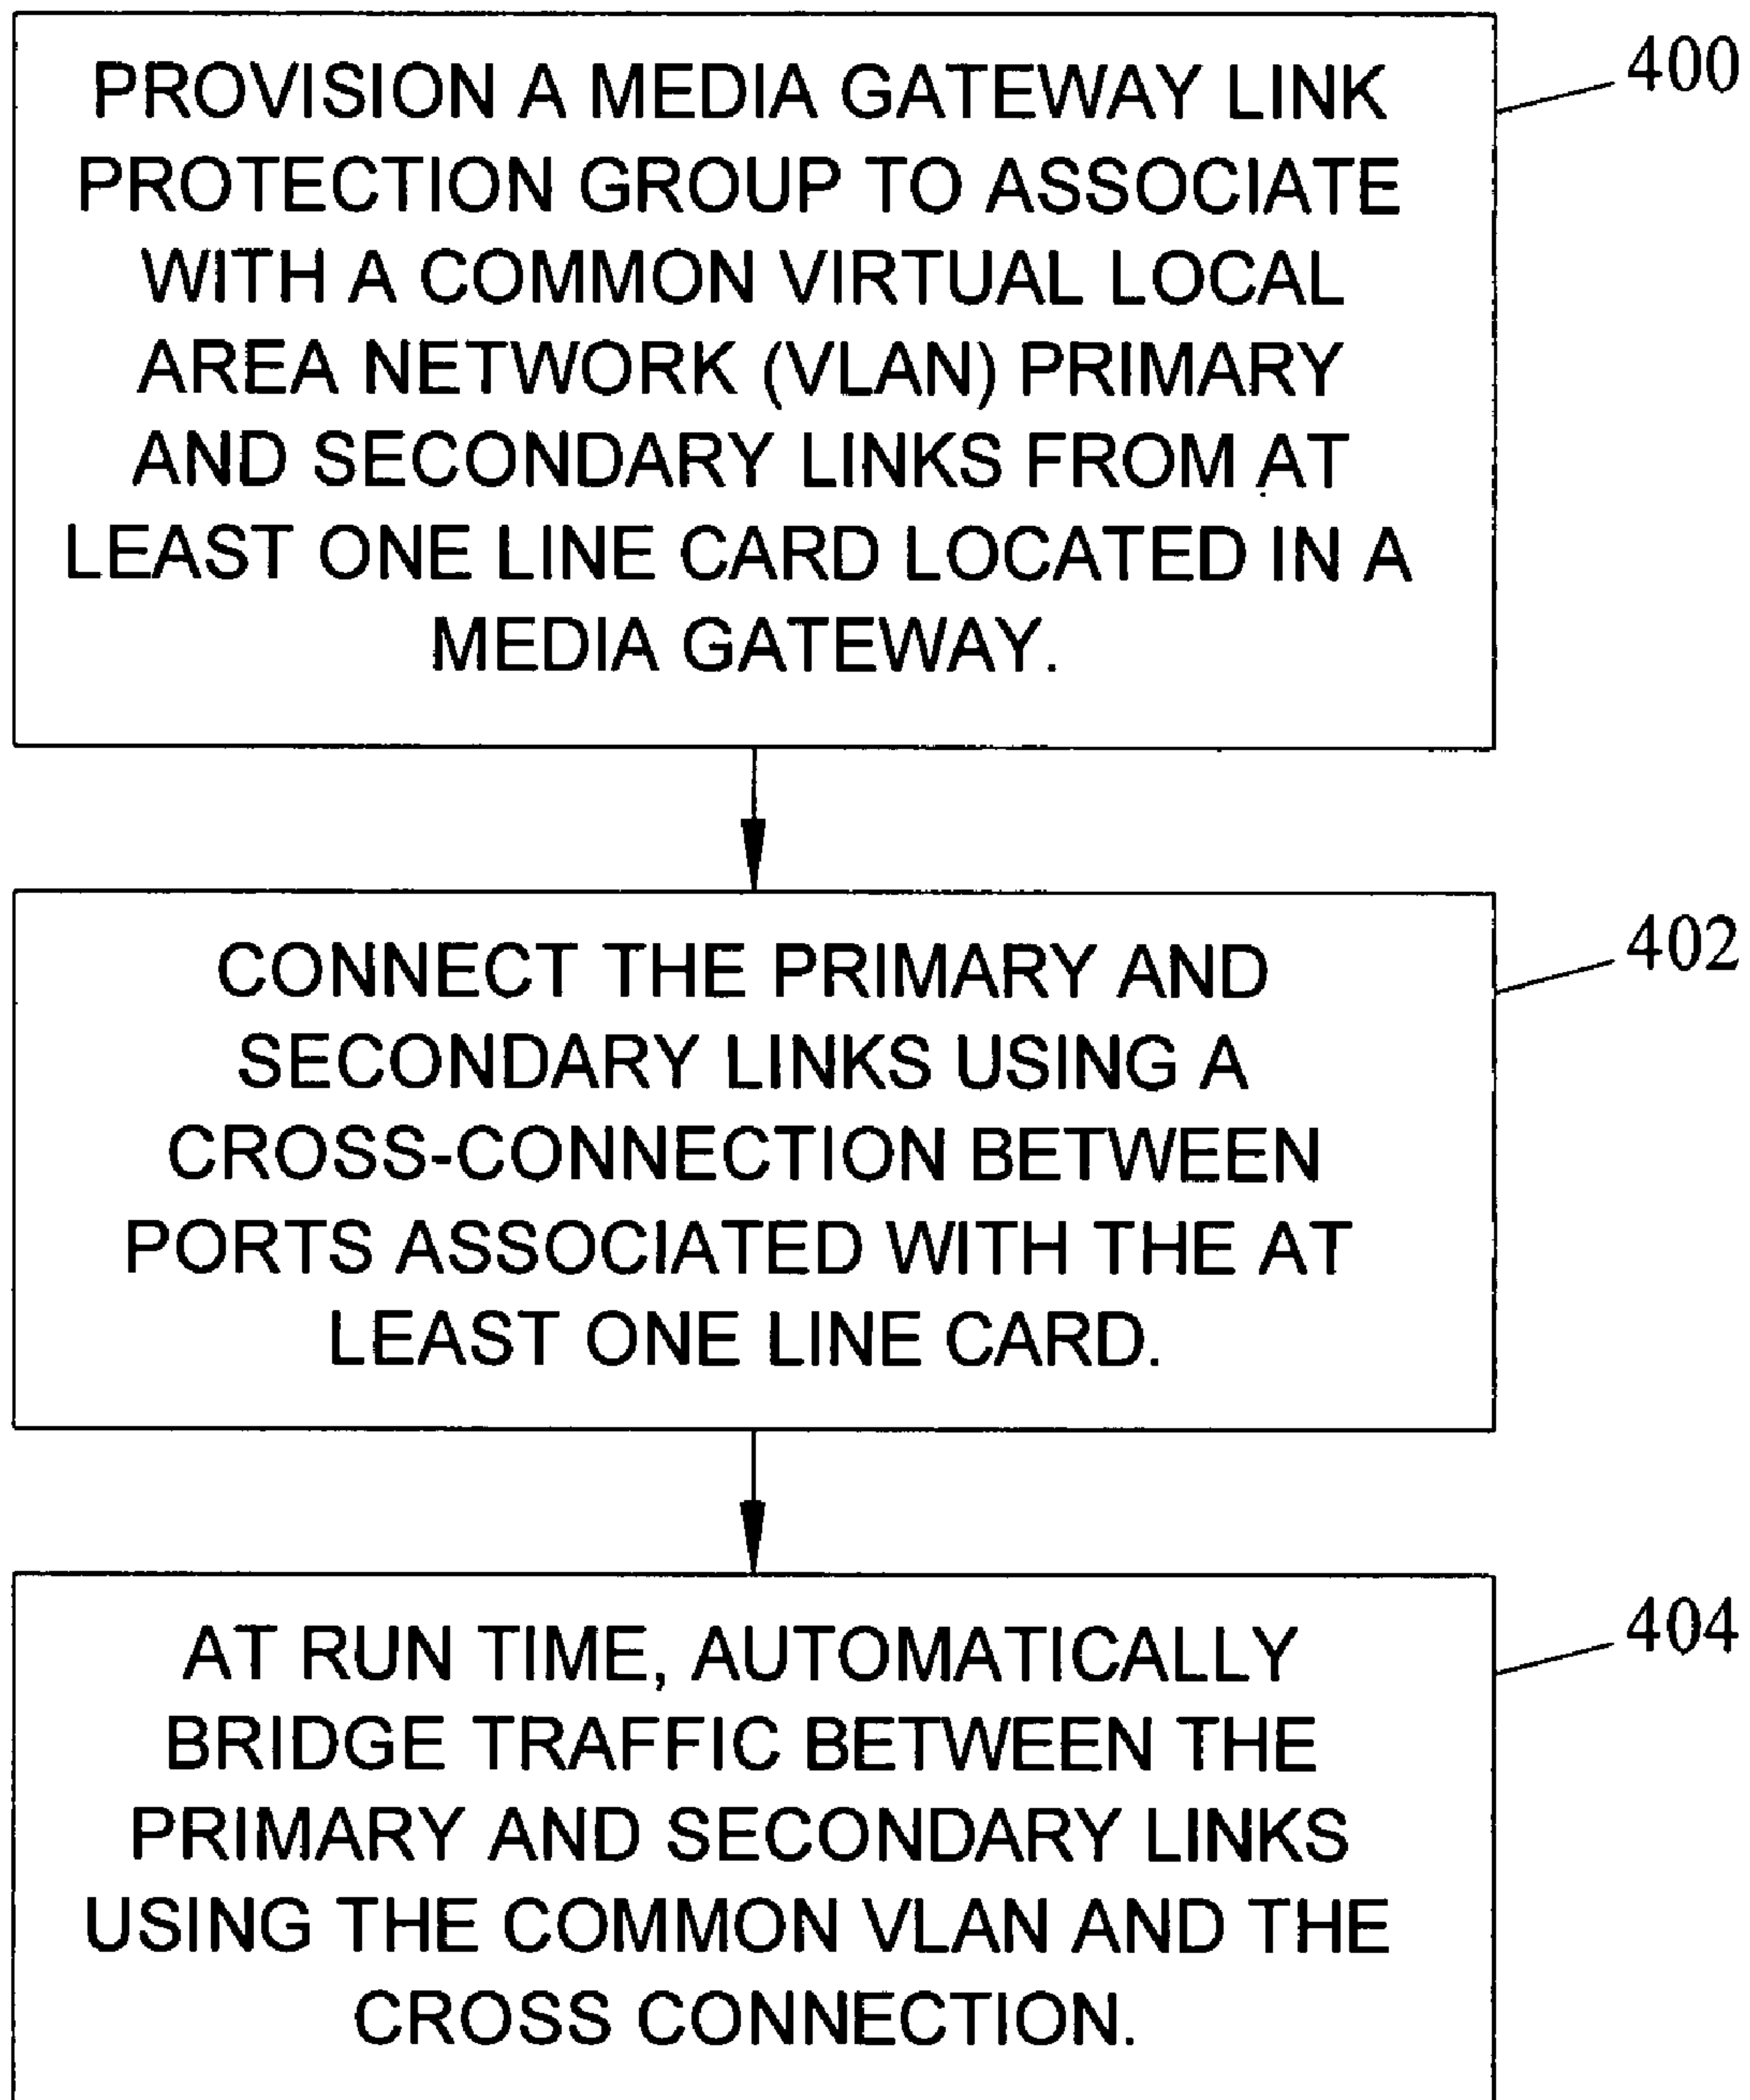 PROVISION A MEDIA GATEWAY LINK
PROTECTION GROUP TO ASSOCIATE
WITH A COMMON VIRTUAL LOCAL
AREA NETWORK (VLAN) PRIMARY
AND SECONDARY LINKS FROM AT
LEAST ONE LINE CARD LOCATED IN A
MEDIA GATEWAY.
400
CONNECT THE PRIMARY AND
SECONDARY LINKS USING A
CROSS-CONNECTION BETWEEN
PORTS ASSOCIATED WITH THE AT
LEAST ONE LINE CARD.
402
AT RUN TIME, AUTOMATICALLY
BRIDGE TRAFFIC BETWEEN THE
PRIMARY AND SECONDARY LINKS
USING THE COMMON VLAN AND THE
CROSS CONNECTION.
404